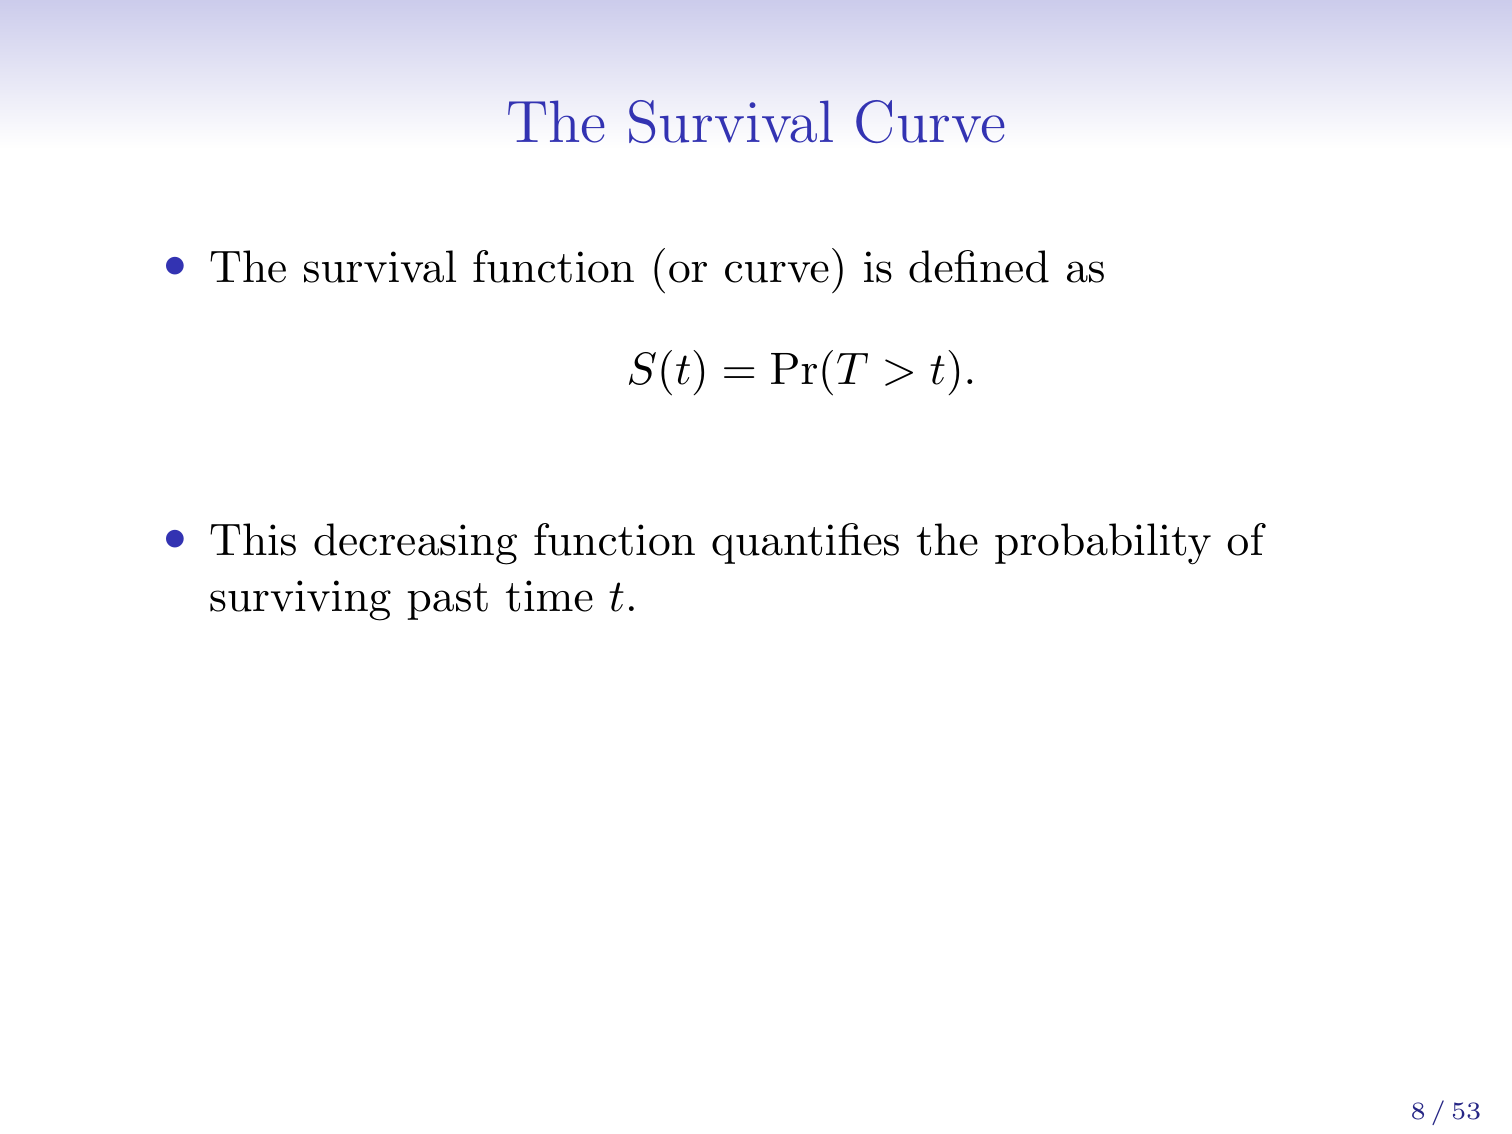 The Survival Curve
• The survival function (or curve) is defined as
S(t) = Pr(T > t).
• This decreasing function quantifies the probability of
surviving past time t.
8 / 53